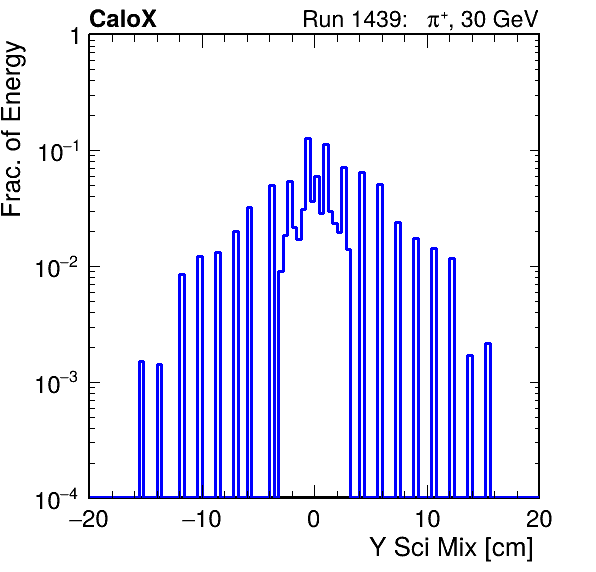 CaloX Run 1439: π⁺, 30 GeV
Frac. of Energy
1
10⁻¹
10⁻²
10⁻³
10⁻⁴
−20 −10 0 10 20
Y Sci Mix [cm]